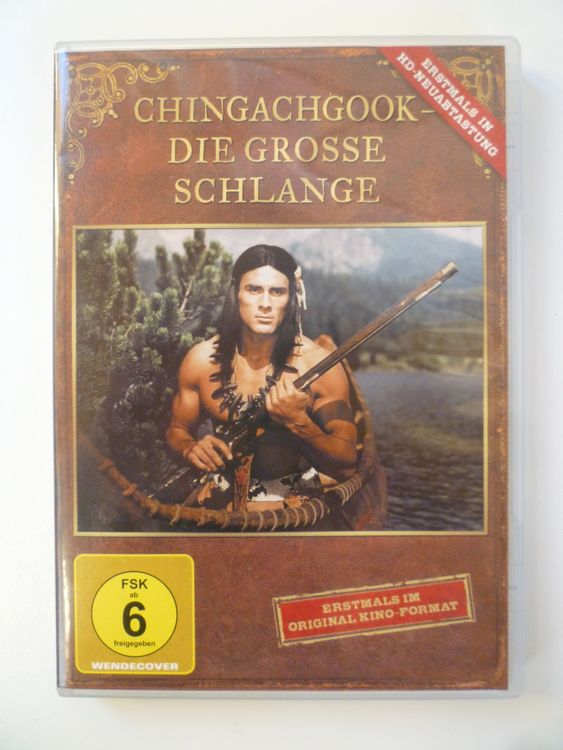 ERSTMALS IN
HD-NEUABTASTUNG
CHINGACHGOOK –
DIE GROSSE
SCHLANGE
FSK
ab
6
freigegeben
WENDECOVER
ERSTMALS IM
ORIGINAL KINO-FORMAT